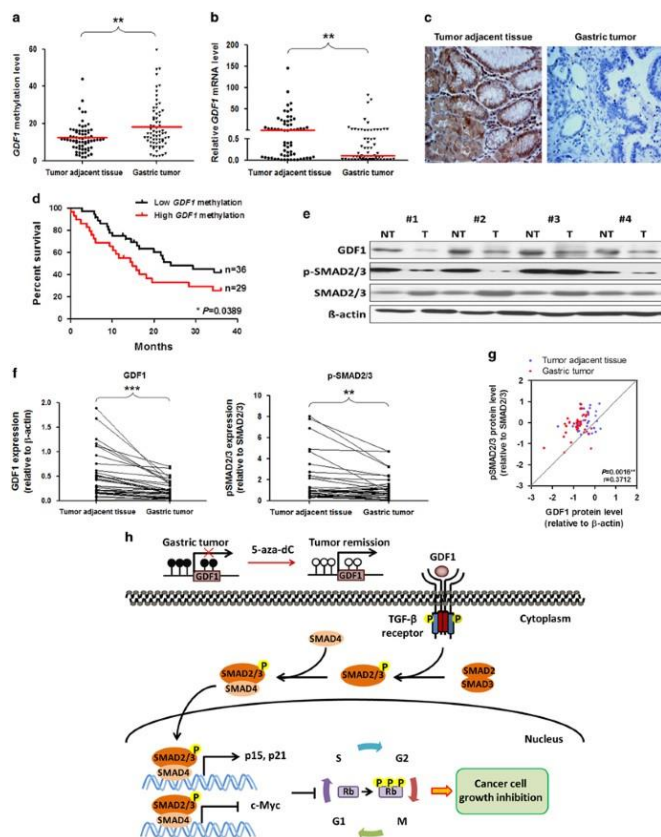 a
**
GDF1 methylation level
60
40
20
0
Tumor adjacent tissue
Gastric tumor
b
**
Relative GDF1 mRNA level
200
150
100
50
0.5
0.0
Tumor adjacent tissue
Gastric tumor
c
Tumor adjacent tissue
Gastric tumor
d
Low GDF1 methylation
High GDF1 methylation
Percent survival
100
80
60
40
20
0
n=36
n=29
* P=0.0389
0 10 20 30 40
Months
e
#1 #2 #3 #4
NT T NT T NT T NT T
GDF1
p-SMAD2/3
SMAD2/3
ß-actin
f
GDF1
***
GDF1 expression
(relative to β-actin)
2.0
1.5
1.0
0.5
0.0
Tumor adjacent tissue
Gastric tumor
p-SMAD2/3
**
pSMAD2/3 expression
(relative to SMAD2/3)
10
8
6
4
2
0
Tumor adjacent tissue
Gastric tumor
g
Tumor adjacent tissue
Gastric tumor
pSMAD2/3 protein level
(relative to SMAD2/3)
2
1
0
-1
-2
P=0.0016**
r=0.3712
-3 -2 -1 0 1 2
GDF1 protein level
(relative to β-actin)
h
Gastric tumor
GDF1
5-aza-dC
Tumor remission
GDF1
GDF1
P P
TGF-β
receptor
Cytoplasm
SMAD4
P
SMAD2/3
SMAD4
P
SMAD2/3
SMAD2
SMAD3
Nucleus
P
SMAD2/3
SMAD4
p15, p21
P
SMAD2/3
SMAD4
c-Myc
S
G2
Rb
P P P
Rb
G1
M
Cancer cell
growth inhibition